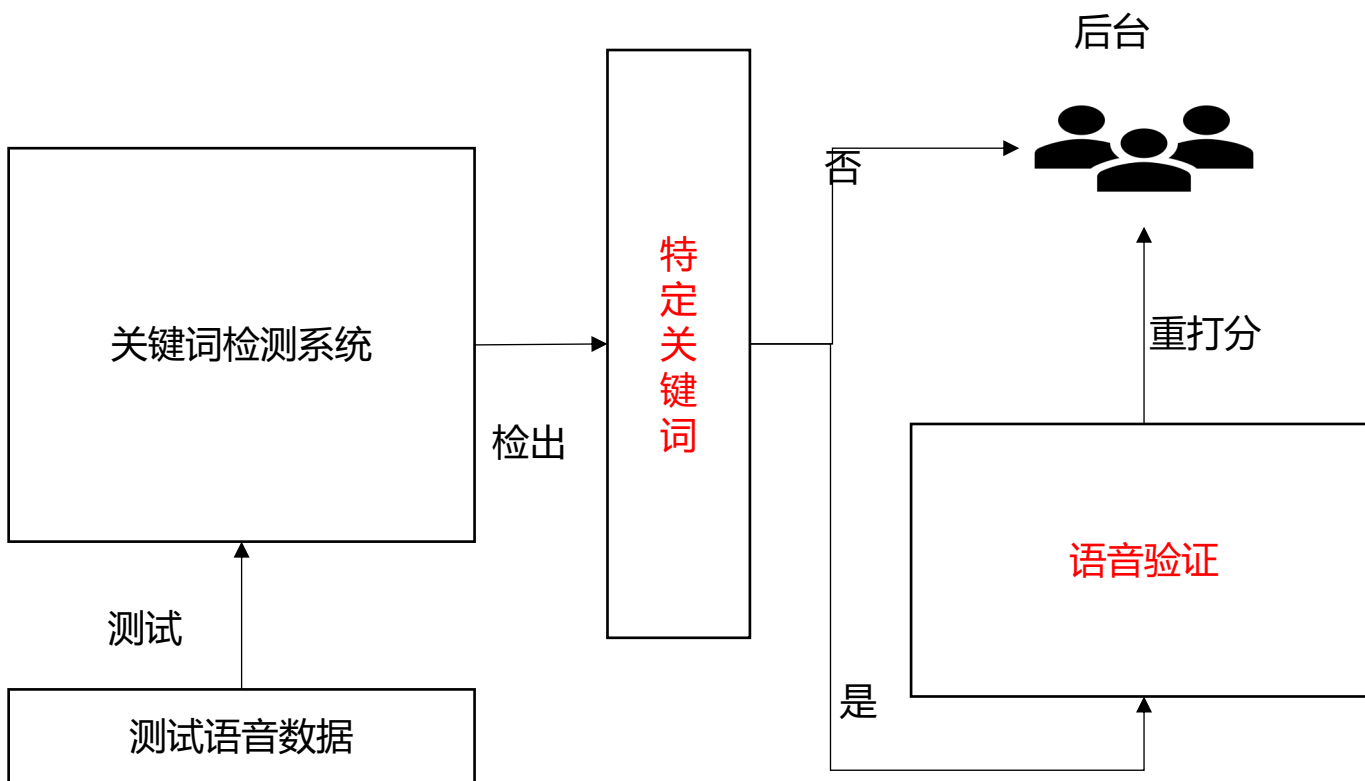 后台
否
特定关键词
关键词检测系统
重打分
检出
语音验证
测试
是
测试语音数据